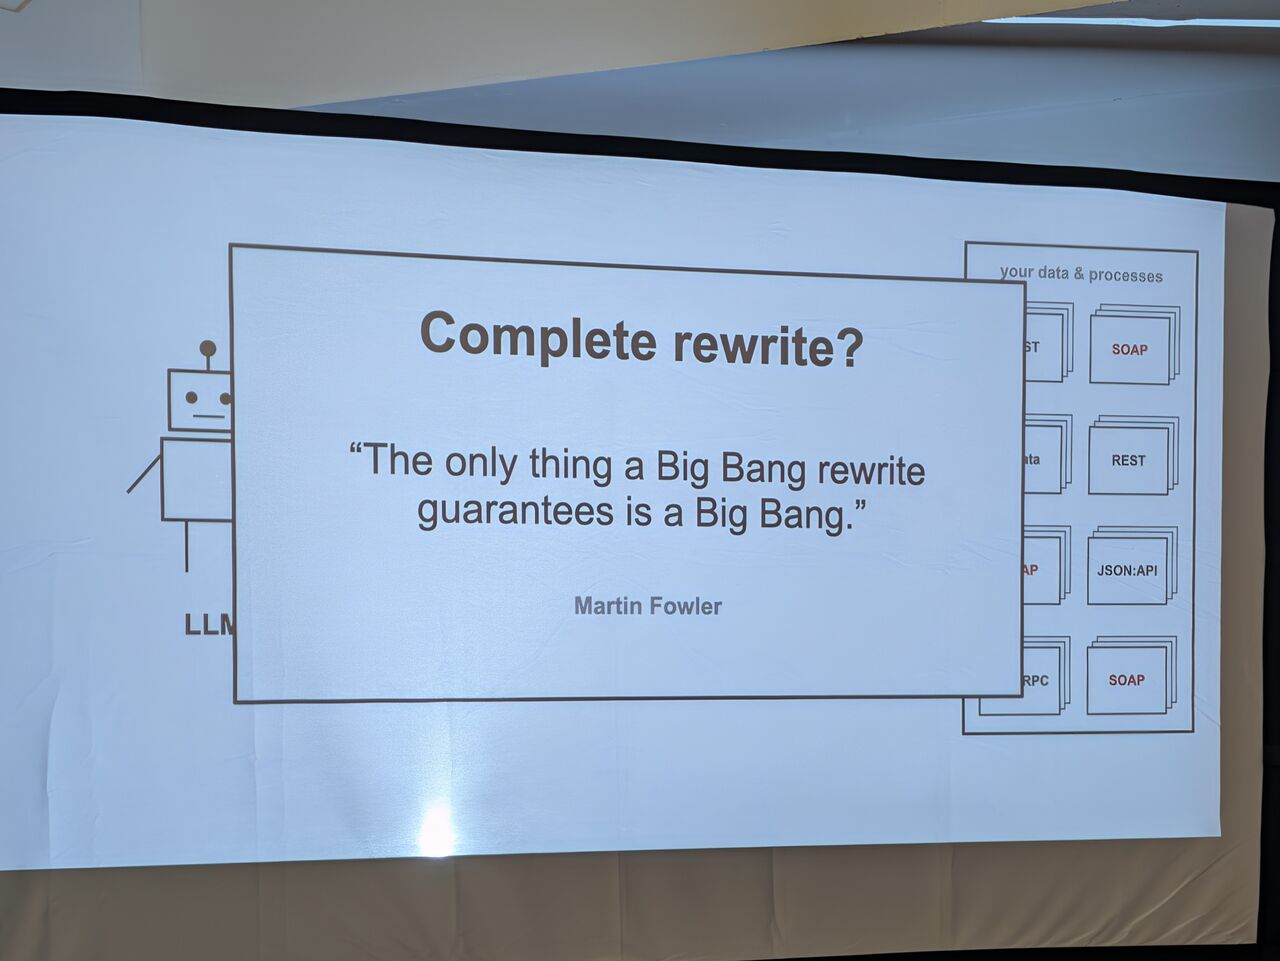 your data & processes
Complete rewrite?
“The only thing a Big Bang rewrite
guarantees is a Big Bang.”
Martin Fowler
SOAP
REST
JSON:API
RPC
SOAP